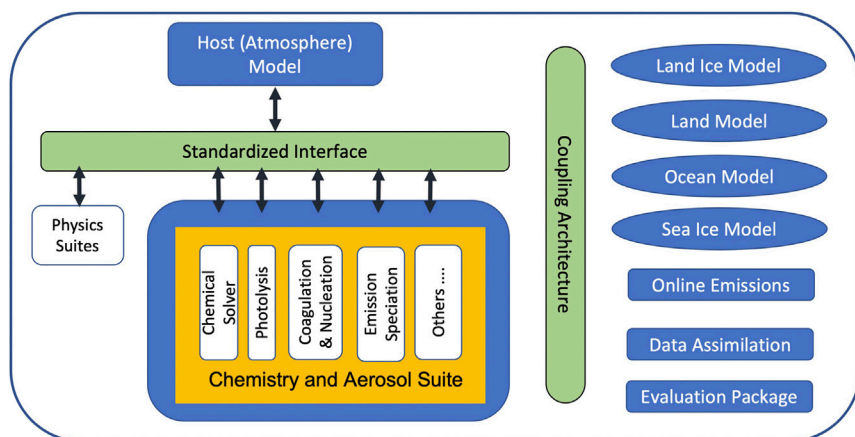 Host (Atmosphere)
Model
Standardized Interface
Physics
Suites
Chemical
Solver
Photolysis
Coagulation
& Nucleation
Emission
Speciation
Others ....
Chemistry and Aerosol Suite
Coupling Architecture
Land Ice Model
Land Model
Ocean Model
Sea Ice Model
Online Emissions
Data Assimilation
Evaluation Package